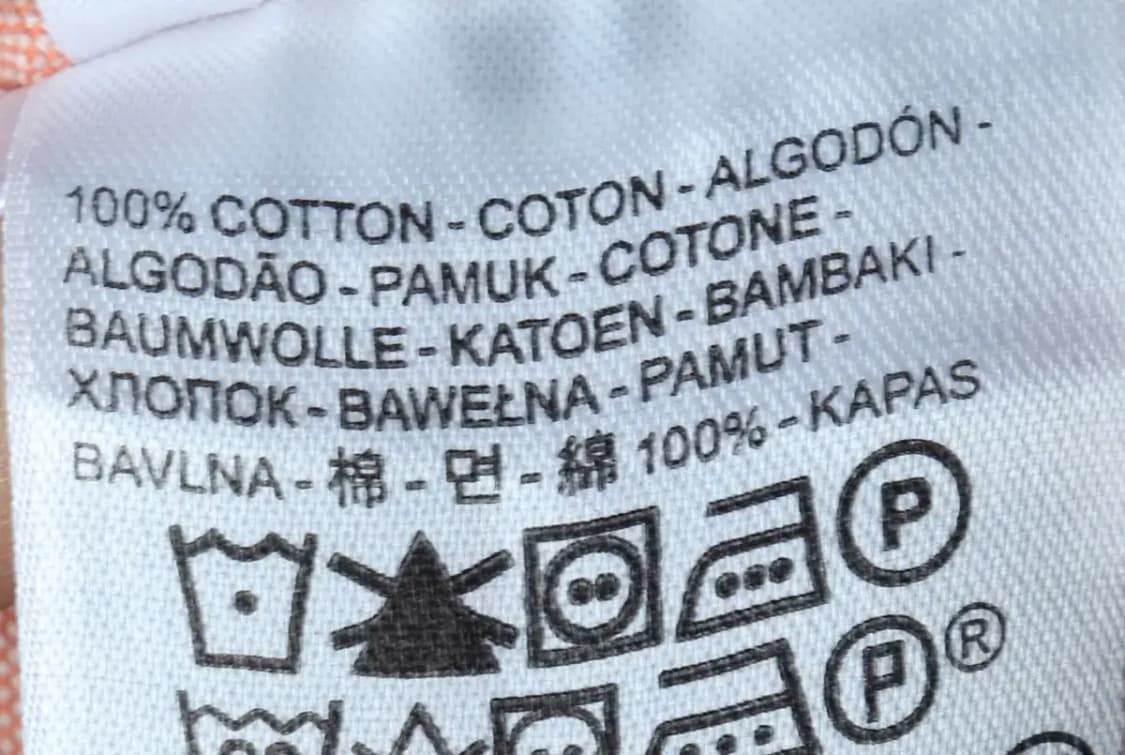 100% COTTON - COTON - ALGODÓN -
ALGODÃO - PAMUK - COTONE -
BAUMWOLLE - KATOEN - BAMBAKI -
ХЛОПОК - BAWEŁNA - PAMUT -
BAVLNA - 棉 - 면 - 綿 100% - KAPAS
P
P ®